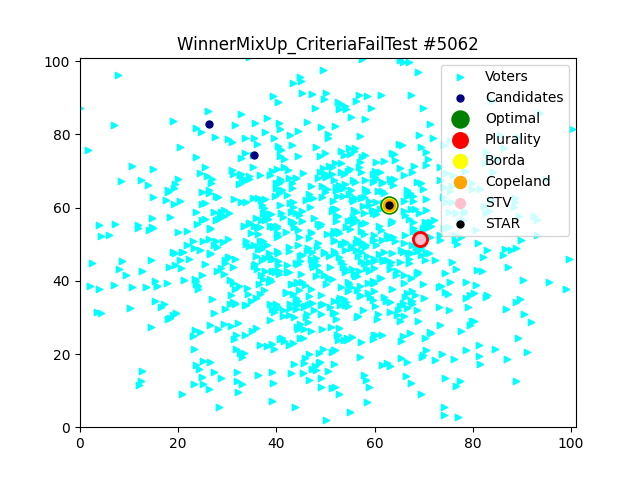 WinnerMixUp_CriteriaFailTest #5062
100
80
60
40
20
0
0
20
40
60
80
100
Voters
Candidates
Optimal
Plurality
Borda
Copeland
STV
STAR